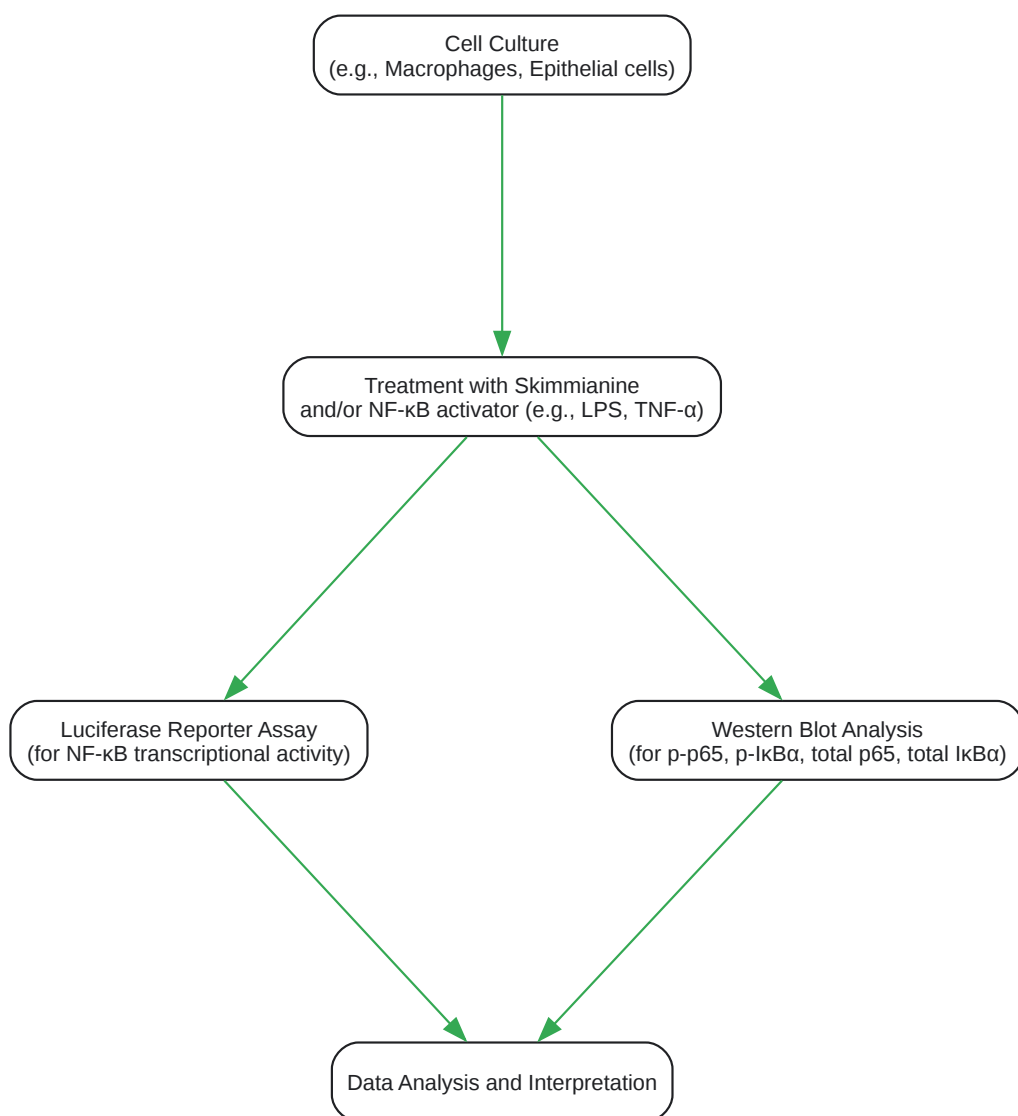 Cell Culture
(e.g., Macrophages, Epithelial cells)
Treatment with Skimmianine
and/or NF-κB activator (e.g., LPS, TNF-α)
Luciferase Reporter Assay
(for NF-κB transcriptional activity)
Western Blot Analysis
(for p-p65, p-IκBα, total p65, total IκBα)
Data Analysis and Interpretation